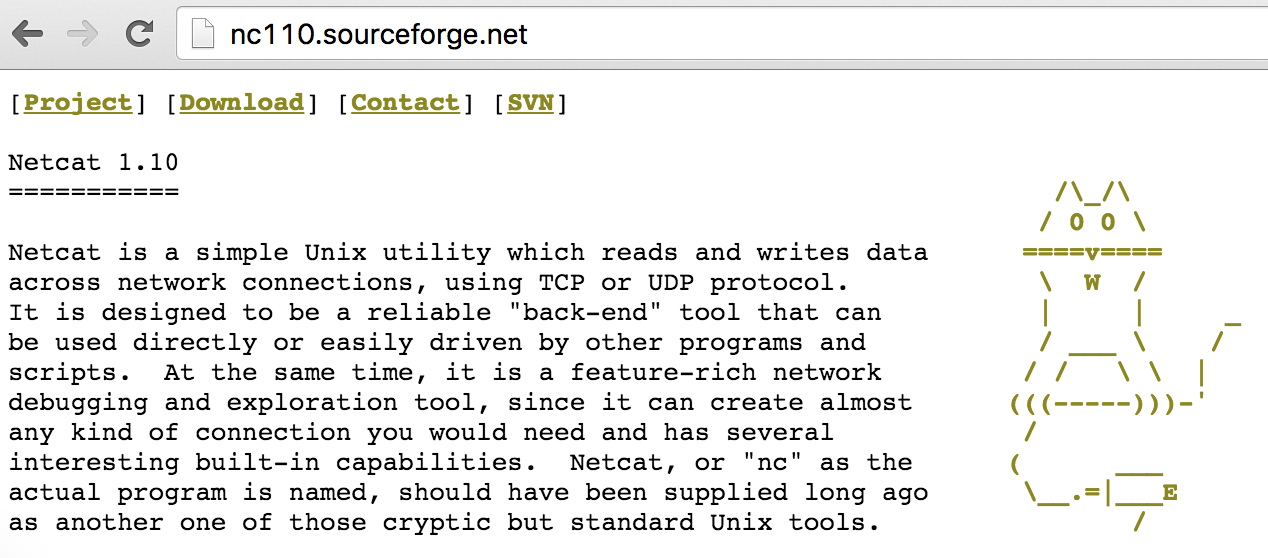 nc110.sourceforge.net
[Project] [Download] [Contact] [SVN]
Netcat 1.10
===========
Netcat is a simple Unix utility which reads and writes data
across network connections, using TCP or UDP protocol.
It is designed to be a reliable "back-end" tool that can
be used directly or easily driven by other programs and
scripts.  At the same time, it is a feature-rich network
debugging and exploration tool, since it can create almost
any kind of connection you would need and has several
interesting built-in capabilities.  Netcat, or "nc" as the
actual program is named, should have been supplied long ago
as another one of those cryptic but standard Unix tools.
   /\_/\
  / 0 0 \
 ====v====
  \  W  /
  |     |     _
  / ___ \    /
 / /   \ \  |
(((-----)))-'
 /
(      ___
 \__.=|___E
        /